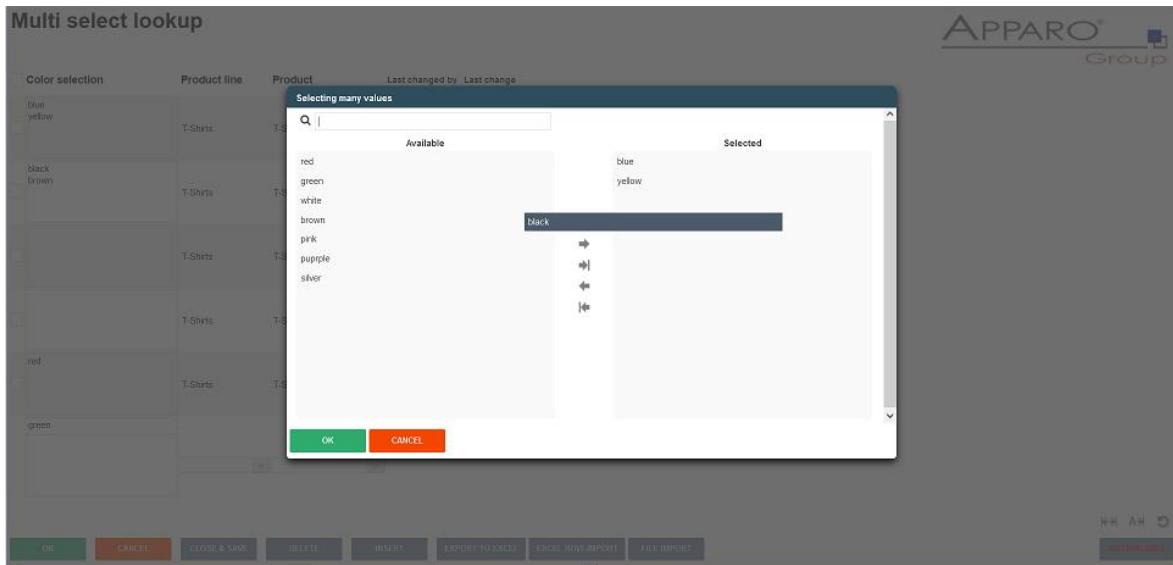 Multi select lookup
APPARO®
Group
Color selection Product line Product Last changed by Last change
blue
yellow
T-Shirts
black
brown
T-Shirts
T-Shirts
T-Shirts
red
T-Shirts
green
Selecting many values
Available Selected
red blue
green yellow
white
brown black
pink
puprple
silver
OK CANCEL
OK CANCEL CLOSE & SAVE DELETE INSERT EXPORT TO EXCEL EXCEL ROWS IMPORT FILE IMPORT